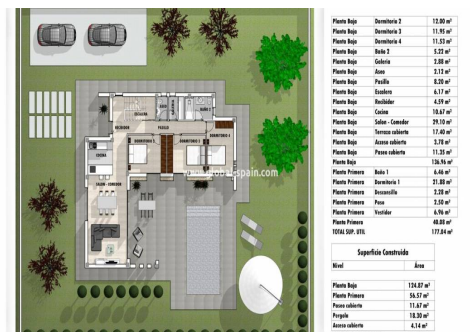 ESCALERA
ASEO
BAÑO 2
RECIBIDOR
PASILLO
DORMITORIO 4
DORMITORIO 2
DORMITORIO 3
COCINA
SALON - COMEDOR
Planta Baja Dormitorio 2 12.00 m²
Planta Baja Dormitorio 3 11.95 m²
Planta Baja Dormitorio 4 11.53 m²
Planta Baja Baño 2 5.22 m²
Planta Baja Galeria 2.88 m²
Planta Baja Aseo 2.12 m²
Planta Baja Pasillo 8.20 m²
Planta Baja Escalera 6.17 m²
Planta Baja Recibidor 4.59 m²
Planta Baja Cocina 10.67 m²
Planta Baja Salon - Comedor 29.10 m²
Planta Baja Terraza cubierta 17.40 m²
Planta Baja Acceso cubierto 3.78 m²
Planta Baja Paseo cubierto 11.35 m²
Planta Baja 136.96 m²
Planta Primera Baño 1 6.46 m²
Planta Primera Dormitorio 1 21.88 m²
Planta Primera Descansillo 2.28 m²
Planta Primera Paso 2.50 m²
Planta Primera Vestidor 6.96 m²
Planta Primera 40.08 m²
TOTAL SUP. UTIL 177.04 m²
Superficie Construida
Nivel Área
Planta Baja 124.87 m²
Planta Primera 56.57 m²
Paseo cubierto 11.67 m²
Pergola 18.30 m²
Acceso cubierto 4.14 m²